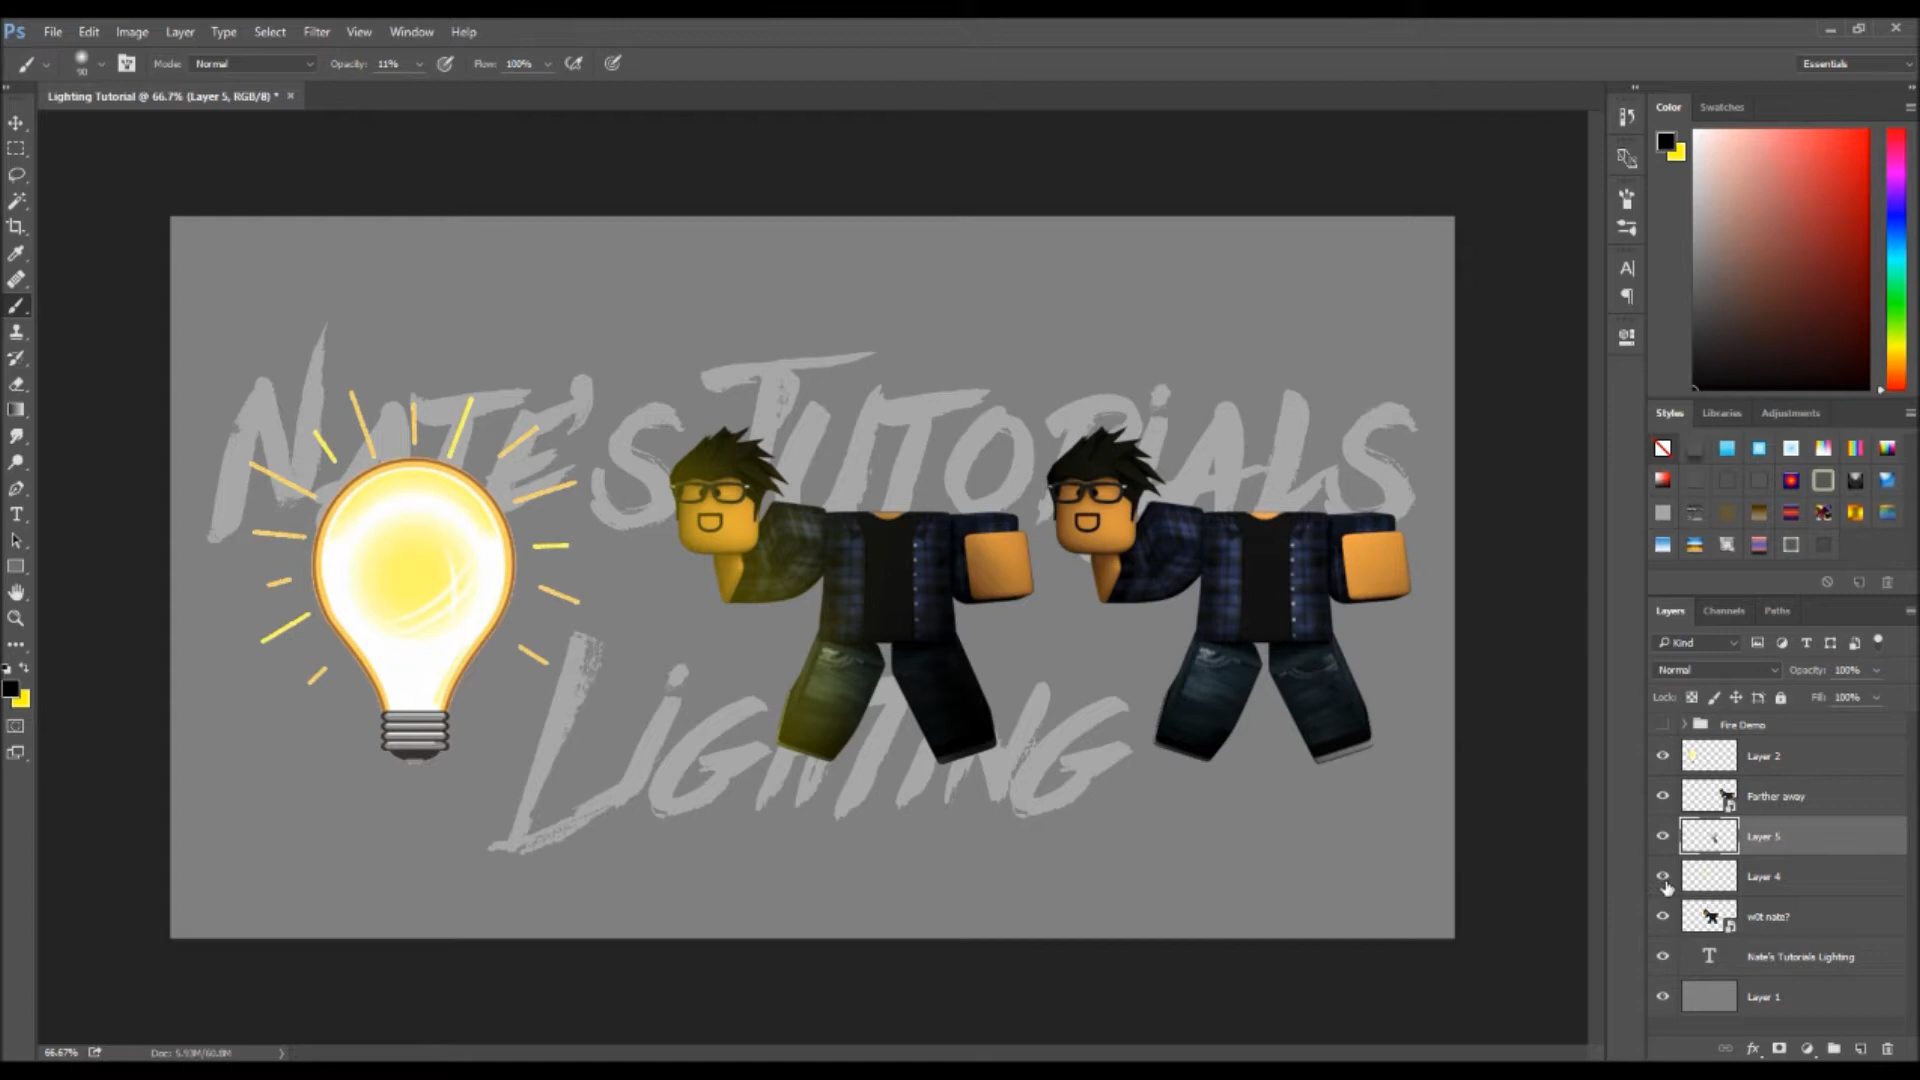 Ps File Edit Image Layer Type Select Filter View Window Help
90 Mode: Normal Opacity: 11% Flow: 100% Essentials
Lighting Tutorial @ 66.7% (Layer 5, RGB/8) * ×
Color Swatches
NATE'S TUTORIALS
LIGHTING
Styles Libraries Adjustments
Layers Channels Paths
Kind
Normal Opacity: 100%
Lock: Fill: 100%
Fire Demo
Layer 2
Farther away
Layer 5
Layer 4
w0t nate?
Nate's Tutorials Lighting
Layer 1
66.67% Doc: 5.93M/60.8M